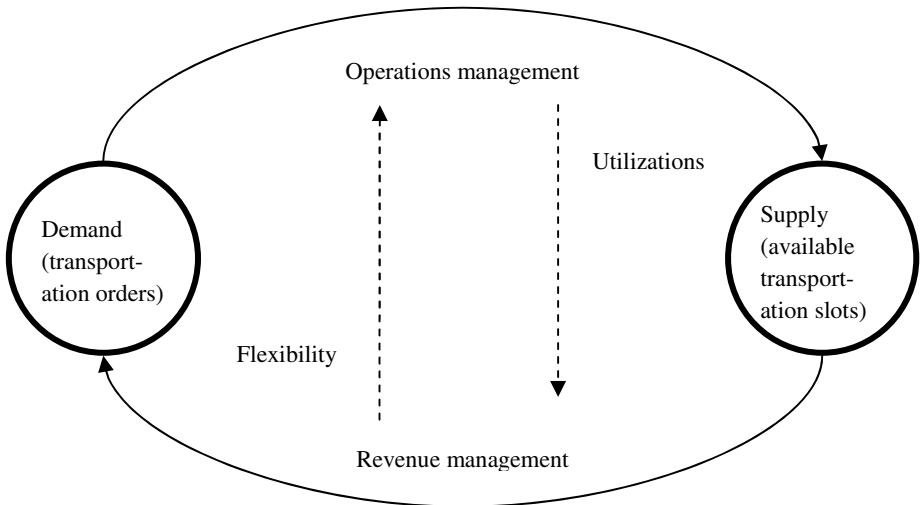 Operations management
Utilizations
Demand
(transport-
ation orders)
Supply
(available
transport-
ation slots)
Flexibility
Revenue management